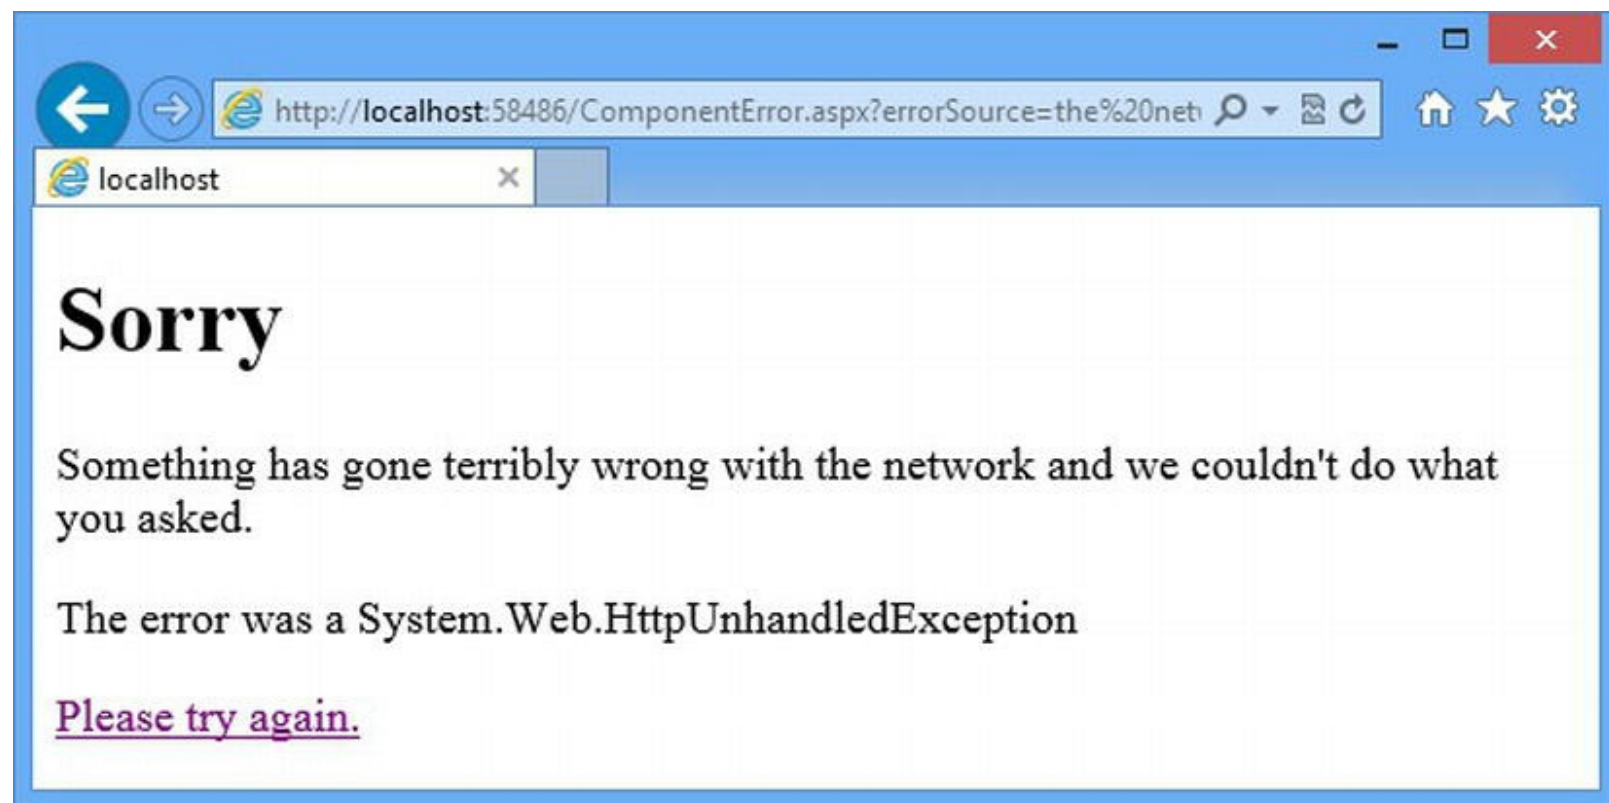 http://localhost:58486/ComponentError.aspx?errorSource=the%20net
localhost
Sorry
Something has gone terribly wrong with the network and we couldn't do what
you asked.
The error was a System.Web.HttpUnhandledException
Please try again.